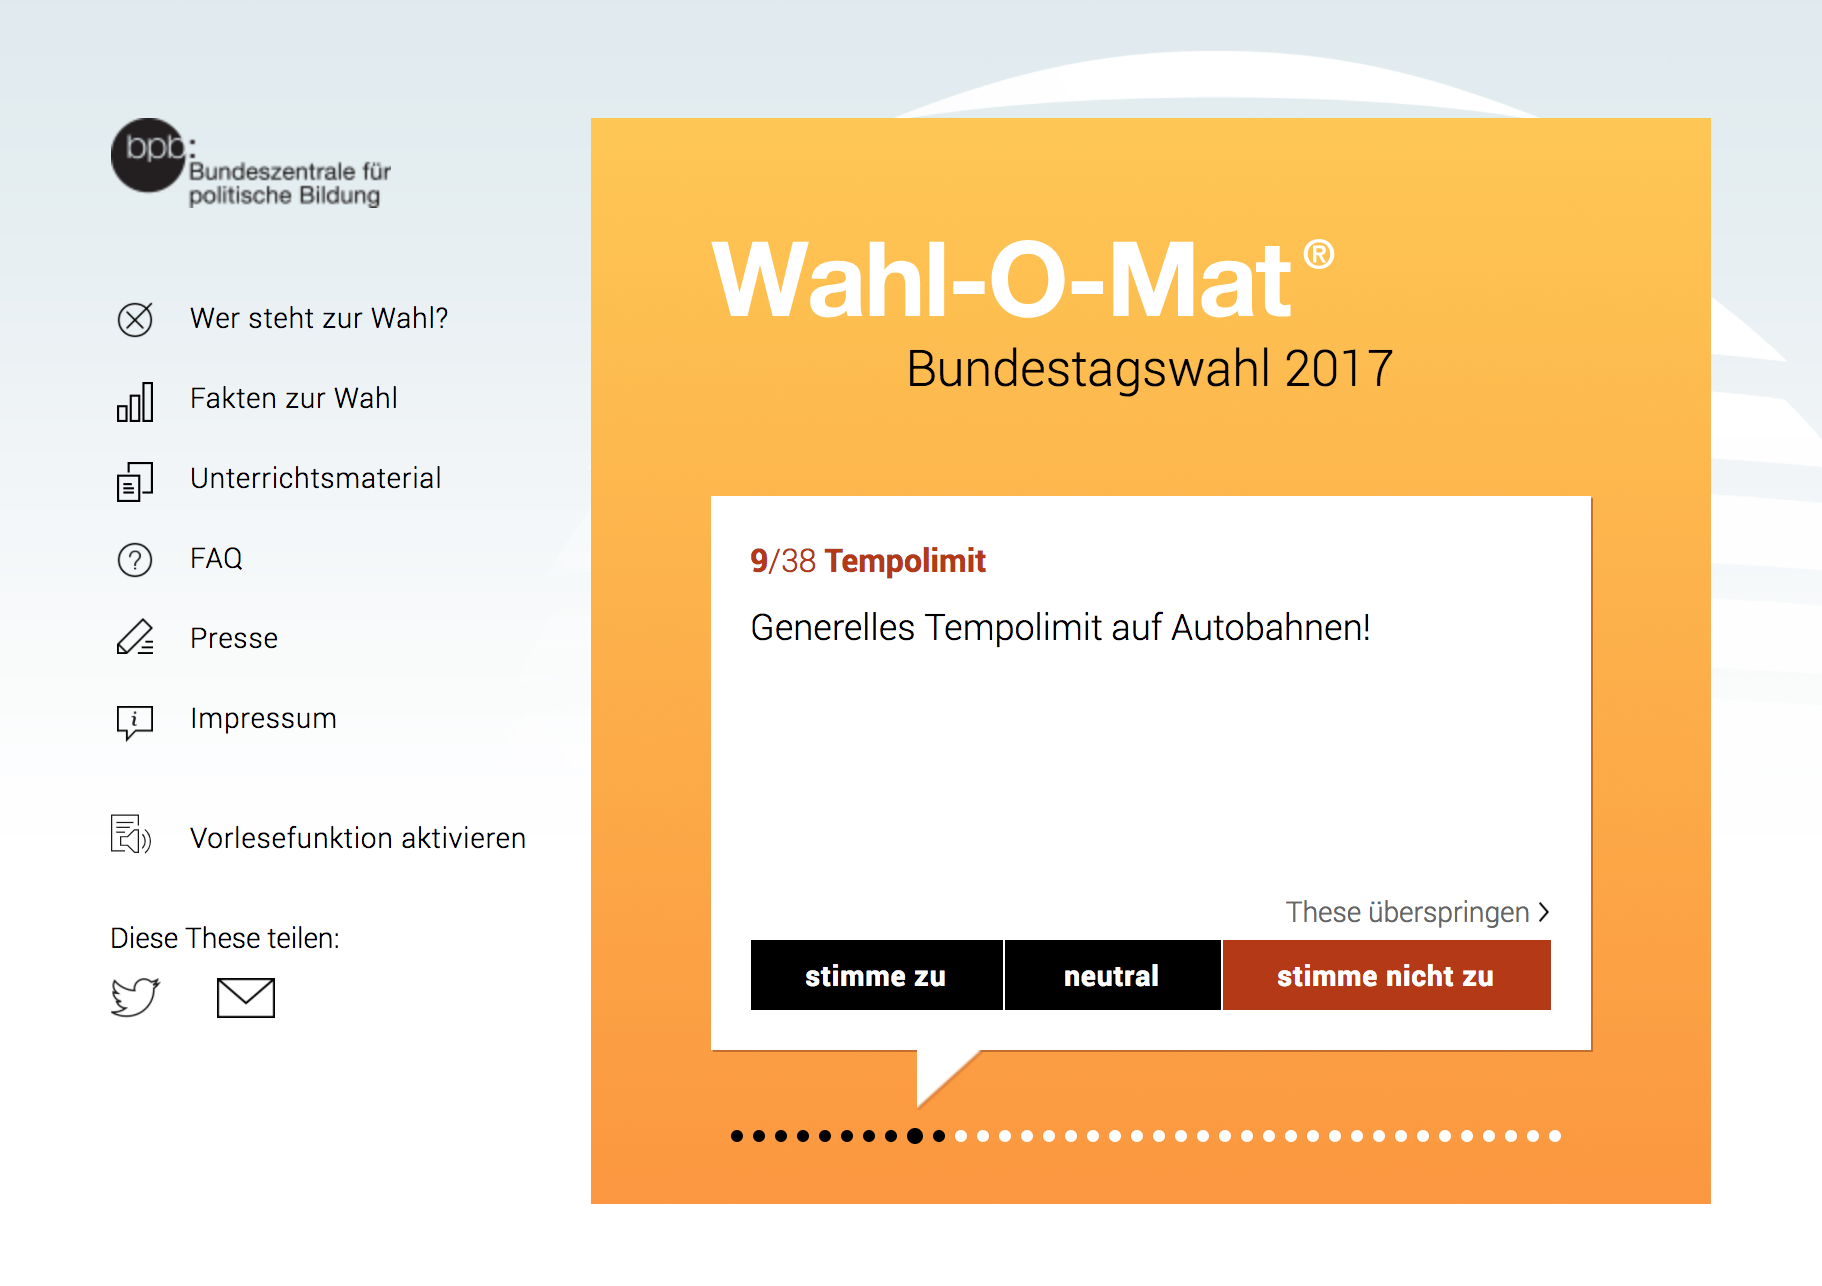 bpb:
Bundeszentrale für
politische Bildung
Wer steht zur Wahl?
Fakten zur Wahl
Unterrichtsmaterial
FAQ
Presse
Impressum
Vorlesefunktion aktivieren
Diese These teilen:
Wahl-O-Mat®
Bundestagswahl 2017
9/38 Tempolimit
Generelles Tempolimit auf Autobahnen!
These überspringen
stimme zu
neutral
stimme nicht zu